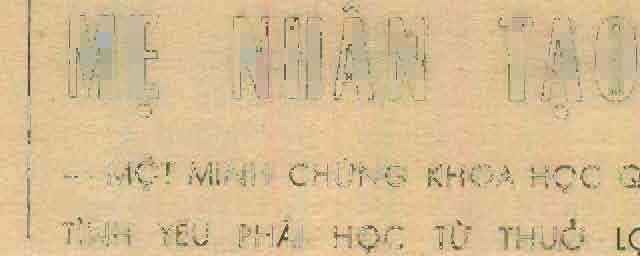 MẸ NHÂN TẠO
— MỘT MINH CHỨNG KHOA HỌC
TÌNH YÊU PHẢI HỌC TỪ THUỞ